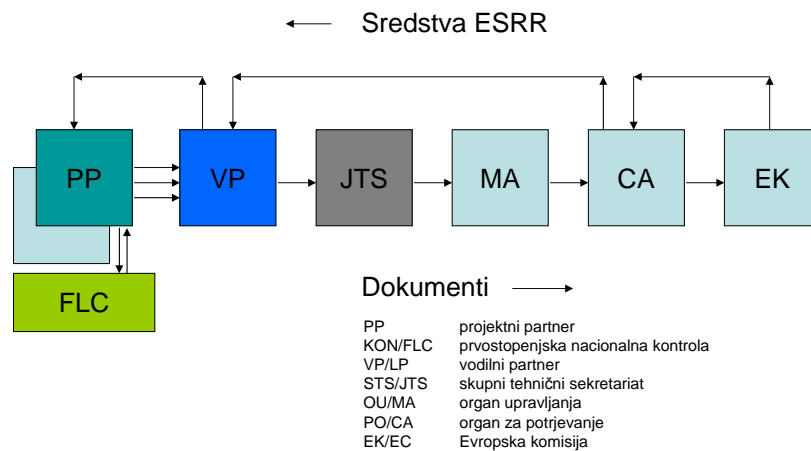 Sredstva ESRR
PP
VP
JTS
MA
CA
EK
FLC
Dokumenti
PP projektni partner
KON/FLC prvostopenjska nacionalna kontrola
VP/LP vodilni partner
STS/JTS skupni tehnični sekretariat
OU/MA organ upravljanja
PO/CA organ za potrjevanje
EK/EC Evropska komisija